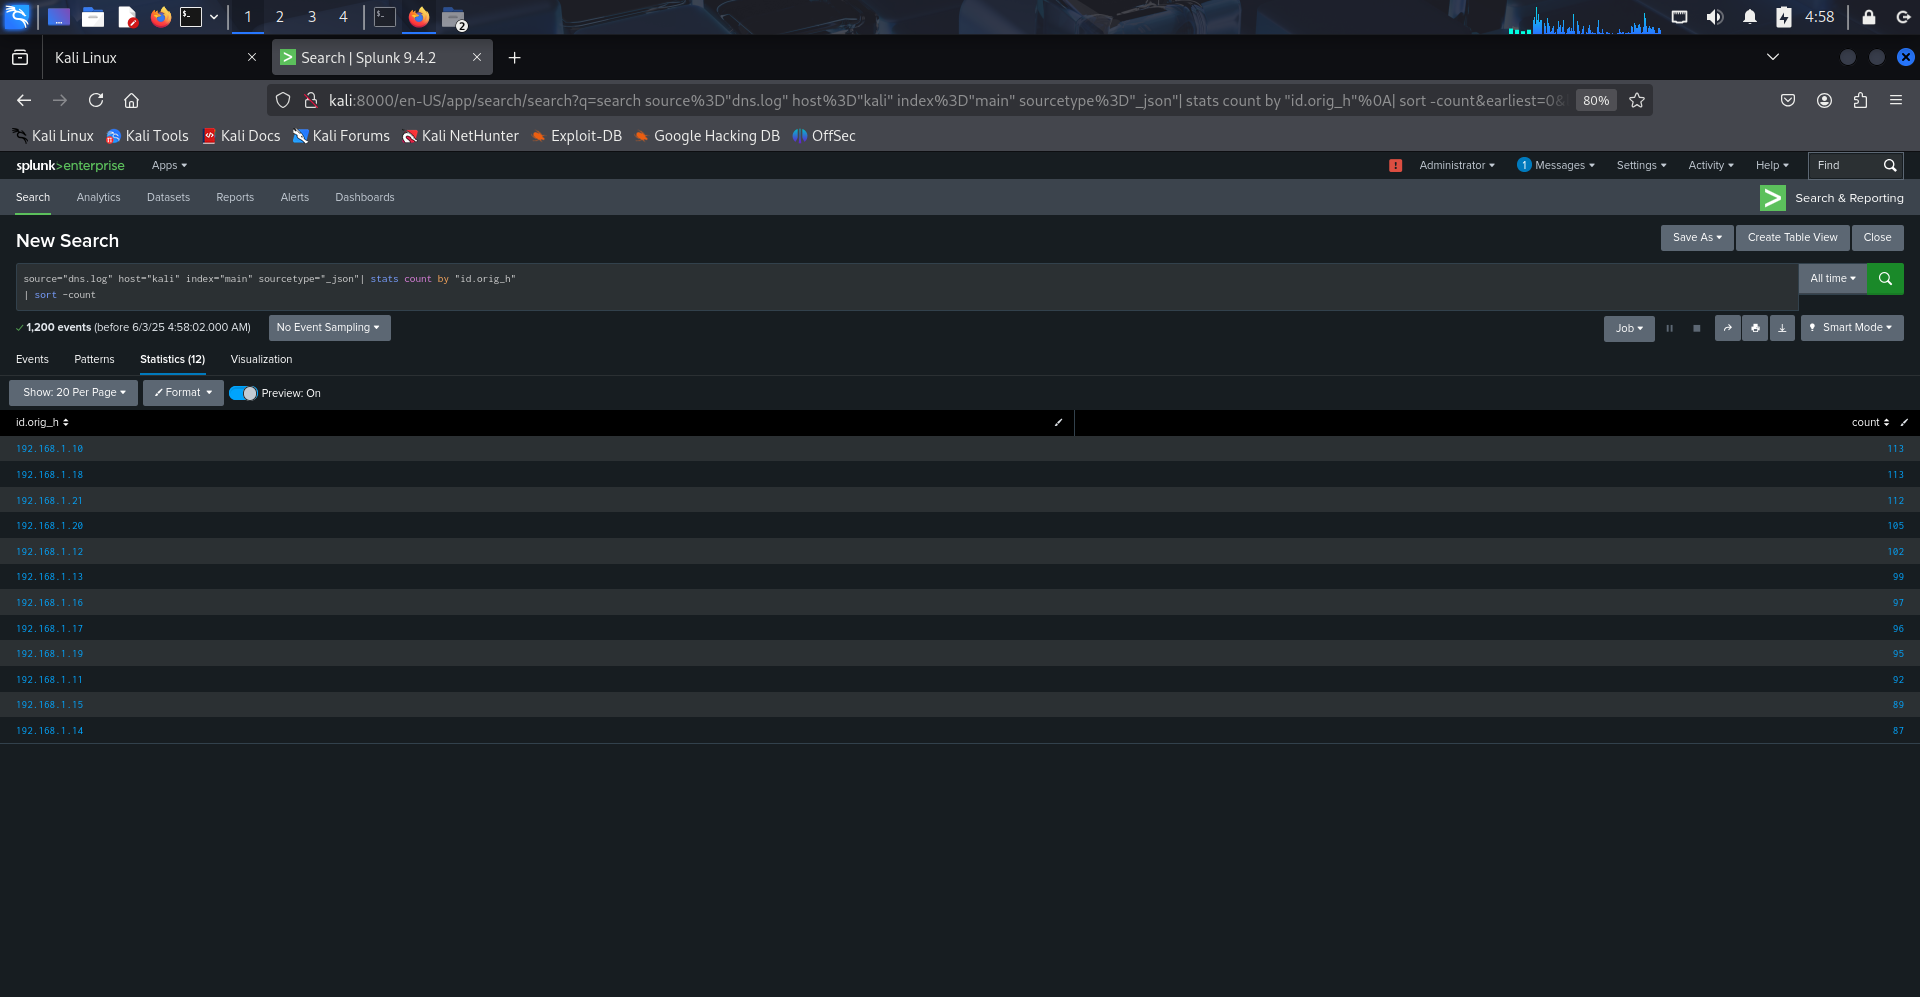 1 2 3 4 2 4:58
Kali Linux Search | Splunk 9.4.2
kali:8000/en-US/app/search/search?q=search source%3D"dns.log" host%3D"kali" index%3D"main" sourcetype%3D"_json"| stats count by "id.orig_h"%0A| sort -count&earliest=0& 80%
Kali Linux Kali Tools Kali Docs Kali Forums Kali NetHunter Exploit-DB Google Hacking DB OffSec
splunk>enterprise Apps ! Administrator 1 Messages Settings Activity Help Find
Search Analytics Datasets Reports Alerts Dashboards Search & Reporting
New Search Save As Create Table View Close
source="dns.log" host="kali" index="main" sourcetype="_json"| stats count by "id.orig_h" All time
| sort -count
1,200 events (before 6/3/25 4:58:02.000 AM) No Event Sampling Job Smart Mode
Events Patterns Statistics (12) Visualization
Show: 20 Per Page Format Preview: On
id.orig_h count
192.168.1.10 113
192.168.1.18 113
192.168.1.21 112
192.168.1.20 105
192.168.1.12 102
192.168.1.13 99
192.168.1.16 97
192.168.1.17 96
192.168.1.19 95
192.168.1.11 92
192.168.1.15 89
192.168.1.14 87